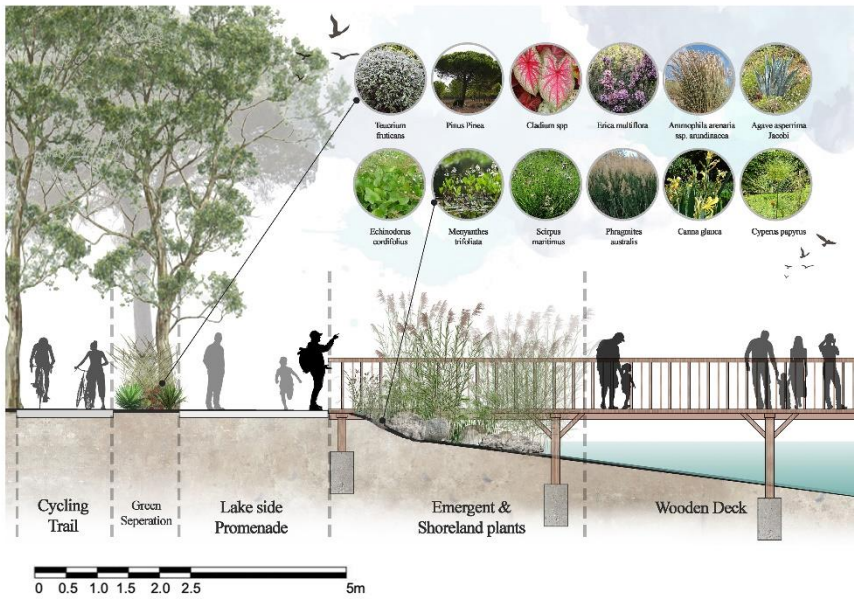 Teucrium
fruticans
Pinus Pinea
Cladium spp
Erica multiflora
Ammophila arenaria
ssp. arundinacea
Agave asperrima
Jacobi
Echinodorus
cordifolius
Menyanthes
trifoliata
Scirpus
maritimus
Phragmites
australis
Canna glauca
Cyperus papyrus
Cycling
Trail
Green
Seperation
Lake side
Promenade
Emergent &
Shoreland plants
Wooden Deck
0 0.5 1.0 1.5 2.0 2.5 5m